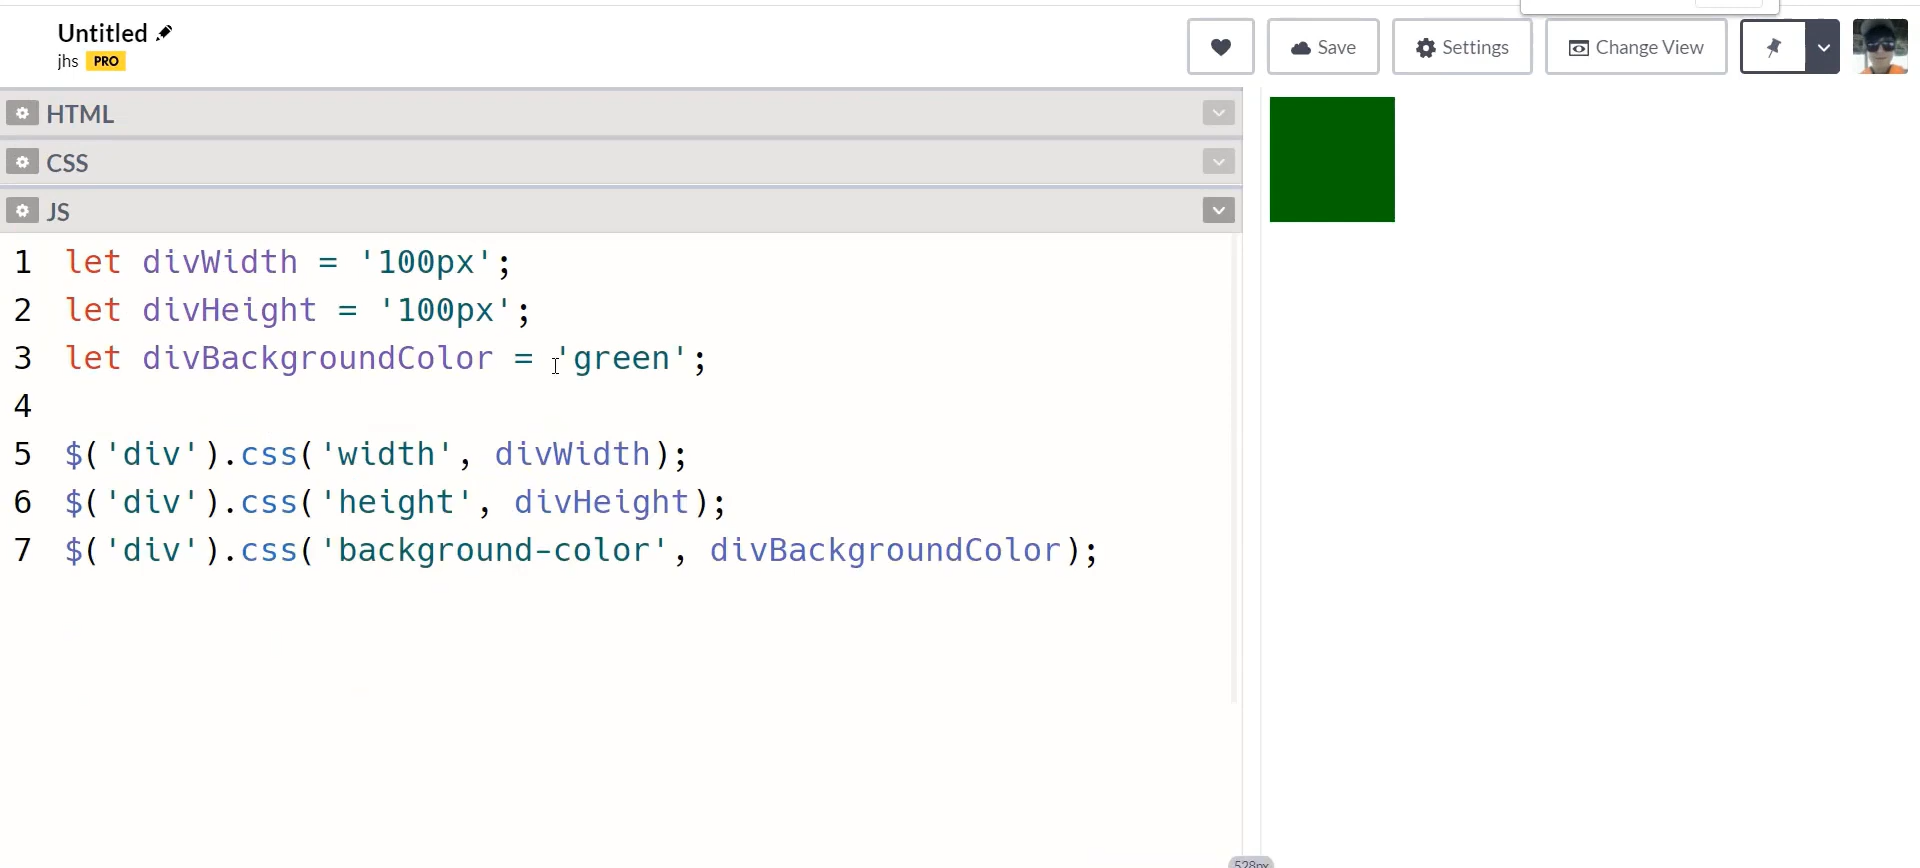 Untitled
jhs PRO
Save
Settings
Change View
HTML
CSS
JS
1 let divWidth = '100px';
2 let divHeight = '100px';
3 let divBackgroundColor = 'green';
4
5 $('div').css('width', divWidth);
6 $('div').css('height', divHeight);
7 $('div').css('background-color', divBackgroundColor);
528px